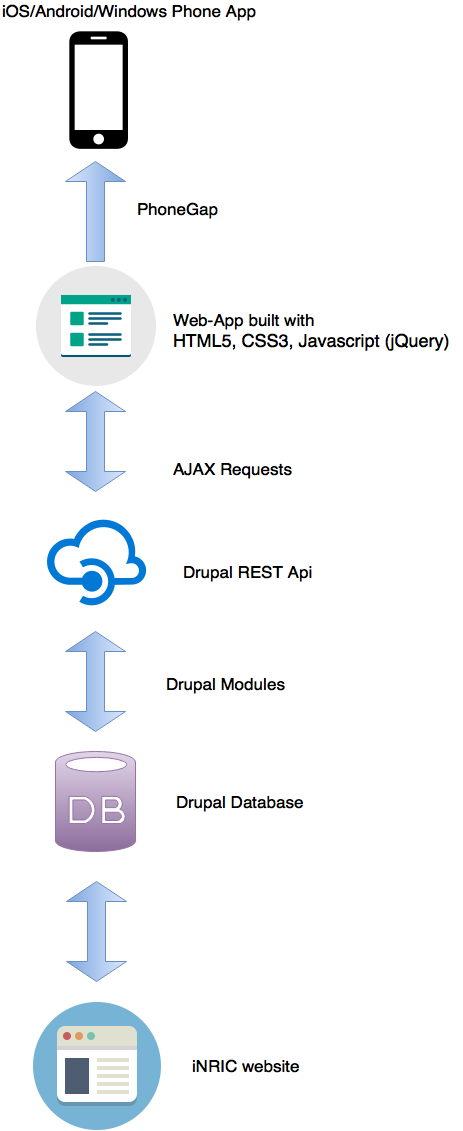 iOS/Android/Windows Phone App
PhoneGap
Web-App built with
HTML5, CSS3, Javascript (jQuery)
AJAX Requests
Drupal REST Api
Drupal Modules
DB
Drupal Database
iNRIC website